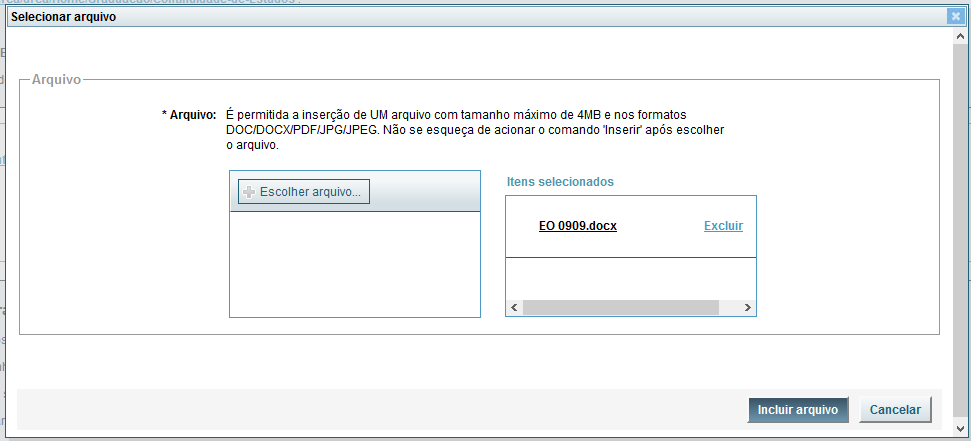 Selecionar arquivo
Arquivo
* Arquivo: É permitida a inserção de UM arquivo com tamanho máximo de 4MB e nos formatos
DOC/DOCX/PDF/JPG/JPEG. Não se esqueça de acionar o comando 'Inserir' após escolher
o arquivo.
Escolher arquivo...
Itens selecionados
EO 0909.docx Excluir
Incluir arquivo Cancelar